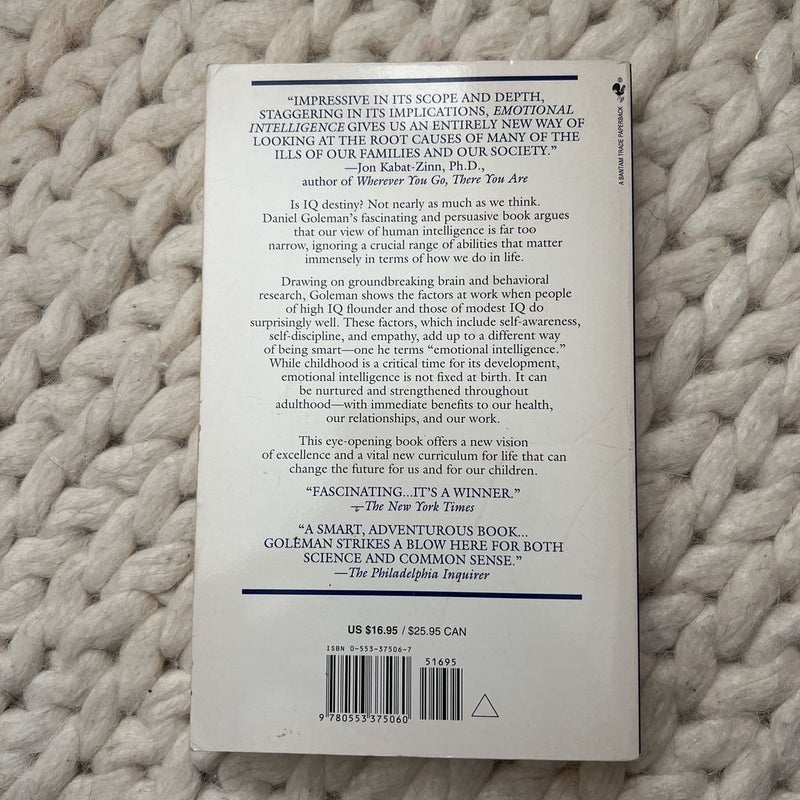 “IMPRESSIVE IN ITS SCOPE AND DEPTH,
STAGGERING IN ITS IMPLICATIONS, EMOTIONAL
INTELLIGENCE GIVES US AN ENTIRELY NEW WAY OF
LOOKING AT THE ROOT CAUSES OF MANY OF THE
ILLS OF OUR FAMILIES AND OUR SOCIETY.”
—Jon Kabat-Zinn, Ph.D.,
author of Wherever You Go, There You Are
A BANTAM TRADE PAPERBACK
®
Is IQ destiny? Not nearly as much as we think.
Daniel Goleman’s fascinating and persuasive book argues
that our view of human intelligence is far too
narrow, ignoring a crucial range of abilities that matter
immensely in terms of how we do in life.
Drawing on groundbreaking brain and behavioral
research, Goleman shows the factors at work when people
of high IQ flounder and those of modest IQ do
surprisingly well. These factors, which include self-awareness,
self-discipline, and empathy, add up to a different way
of being smart—one he terms “emotional intelligence.”
While childhood is a critical time for its development,
emotional intelligence is not fixed at birth. It can
be nurtured and strengthened throughout
adulthood—with immediate benefits to our health,
our relationships, and our work.
This eye-opening book offers a new vision
of excellence and a vital new curriculum for life that can
change the future for us and for our children.
“FASCINATING...IT’S A WINNER.”
—The New York Times
“A SMART, ADVENTUROUS BOOK...
GOLEMAN STRIKES A BLOW HERE FOR BOTH
SCIENCE AND COMMON SENSE.”
—The Philadelphia Inquirer
US $16.95 / $25.95 CAN
ISBN 0-553-37506-7
51695
9 780553 375060